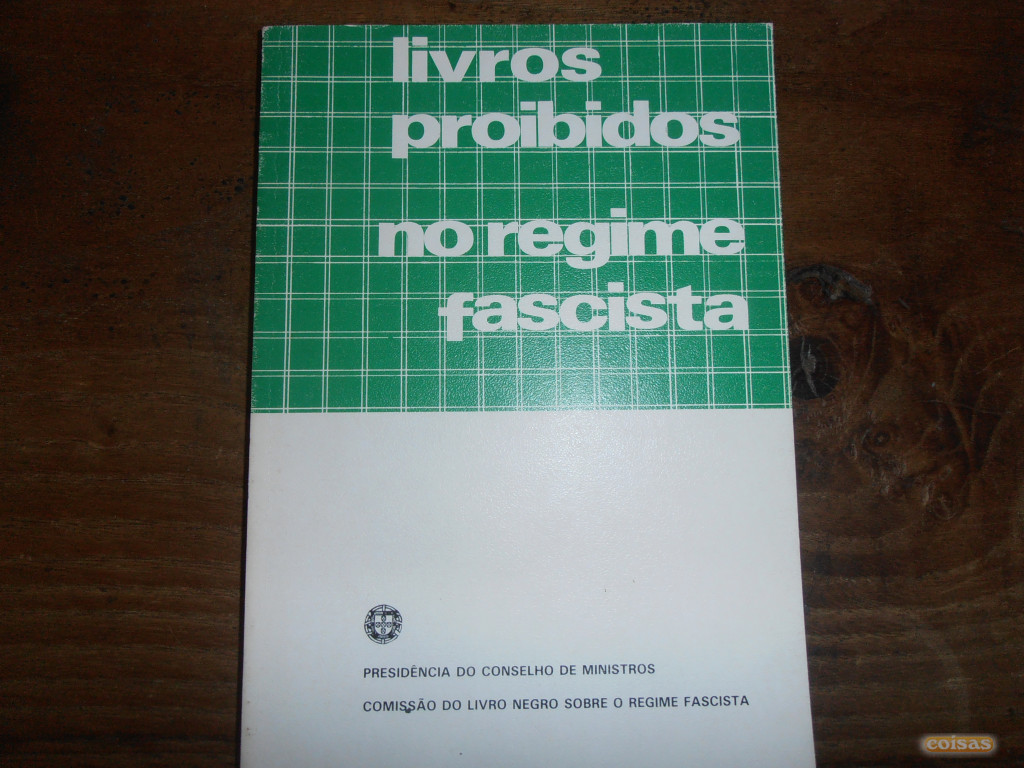 livros
proibidos
no regime
fascista
PRESIDÊNCIA DO CONSELHO DE MINISTROS
COMISSÃO DO LIVRO NEGRO SOBRE O REGIME FASCISTA
coisas